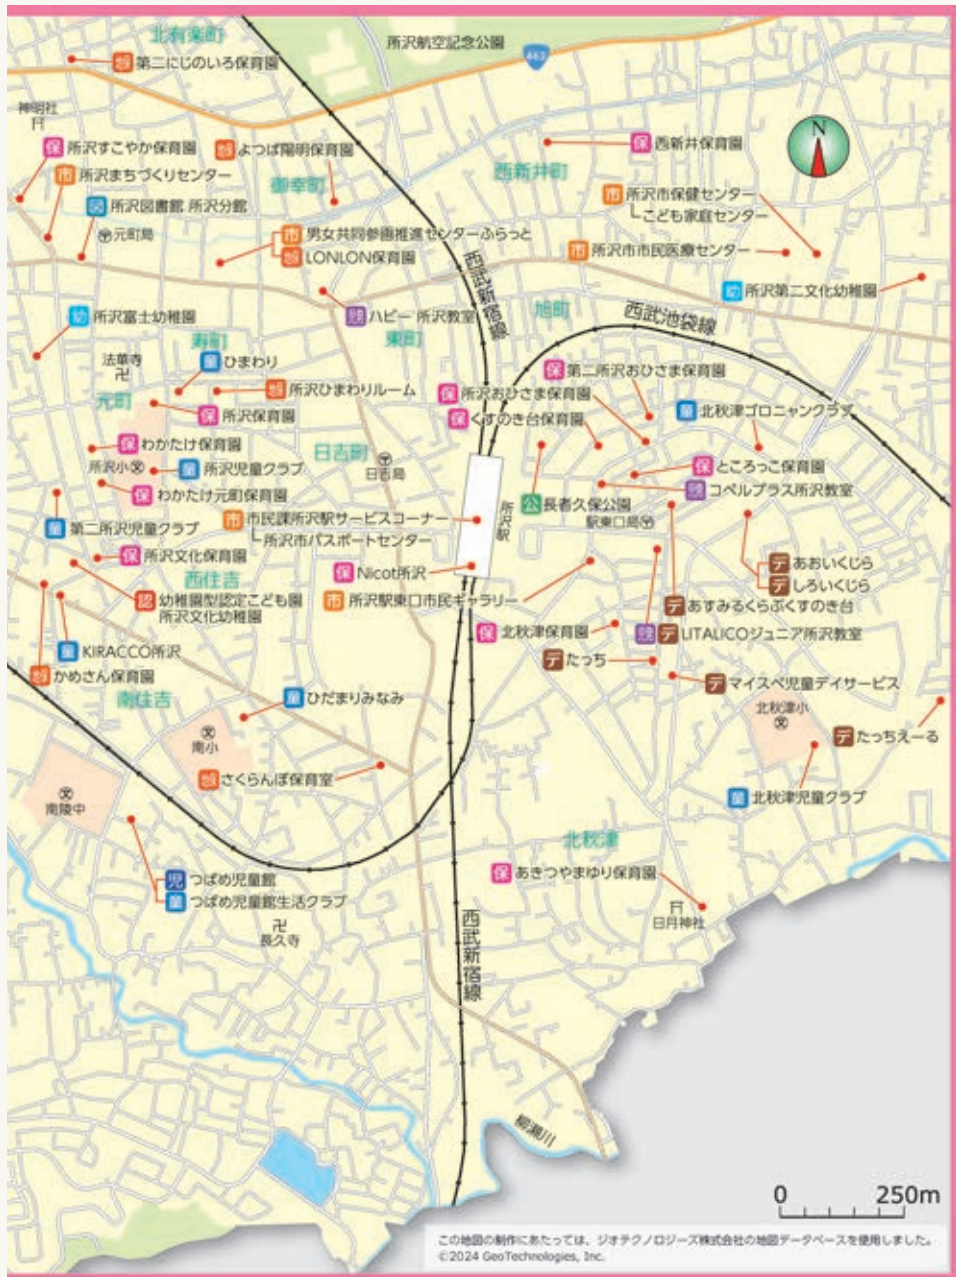 北有楽町
所沢航空記念公園
463
地 第二にじのいろ保育園
神明社
N
保 所沢すこやか保育園
地 よつば陽明保育園
保 西新井保育園
市 所沢まちづくりセンター
御幸町
西新井町
図 所沢図書館 所沢分館
市 所沢市保健センター
こども家庭センター
元町局
市 男女共同参画推進センターふらっと
地 LONLON保育園
市 所沢市市民医療センター
西武新宿線
幼 所沢第二文化幼稚園
幼 所沢富士幼稚園
ハビー 所沢教室
旭町
西武池袋線
寿町
東町
法華寺
童 ひまわり
保 第二所沢おひさま保育園
地 所沢ひまわりルーム
保 所沢おひさま保育園
元町
保 所沢保育園
保 くすのき台保育園
童 北秋津ゴロニャンクラブ
保 わかたけ保育園
日吉町
所沢小 文
童 所沢児童クラブ
日吉局
保 ところっこ保育園
保 わかたけ元町保育園
コペルプラス所沢教室
公 長者久保公園
所沢駅
駅東口局
童 第二所沢児童クラブ
市 市民課所沢駅サービスコーナー
所沢市パスポートセンター
保 所沢文化保育園
保 Nicot所沢
デ あおいくじら
デ しろいくじら
西住吉
認 幼稚園型認定こども園
所沢文化幼稚園
市 所沢駅東口市民ギャラリー
デ あすみるくらぶくすのき台
保 北秋津保育園
デ LITALICOジュニア所沢教室
童 KIRACCO所沢
デ たっち
地 かめさん保育園
デ マイスペ児童デイサービス
南住吉
童 ひだまりみなみ
北秋津小
文
文
南小
デ たっちえーる
地 さくらんぼ保育室
文
南陵中
童 北秋津児童クラブ
北秋津
児 つばめ児童館
童 つばめ児童館生活クラブ
保 あきつやまゆり保育園
日月神社
長久寺
西武新宿線
柳瀬川
0 250m
この地図の制作にあたっては、ジオテクノロジーズ株式会社の地図データベースを使用しました。
©2024 GeoTechnologies, Inc.